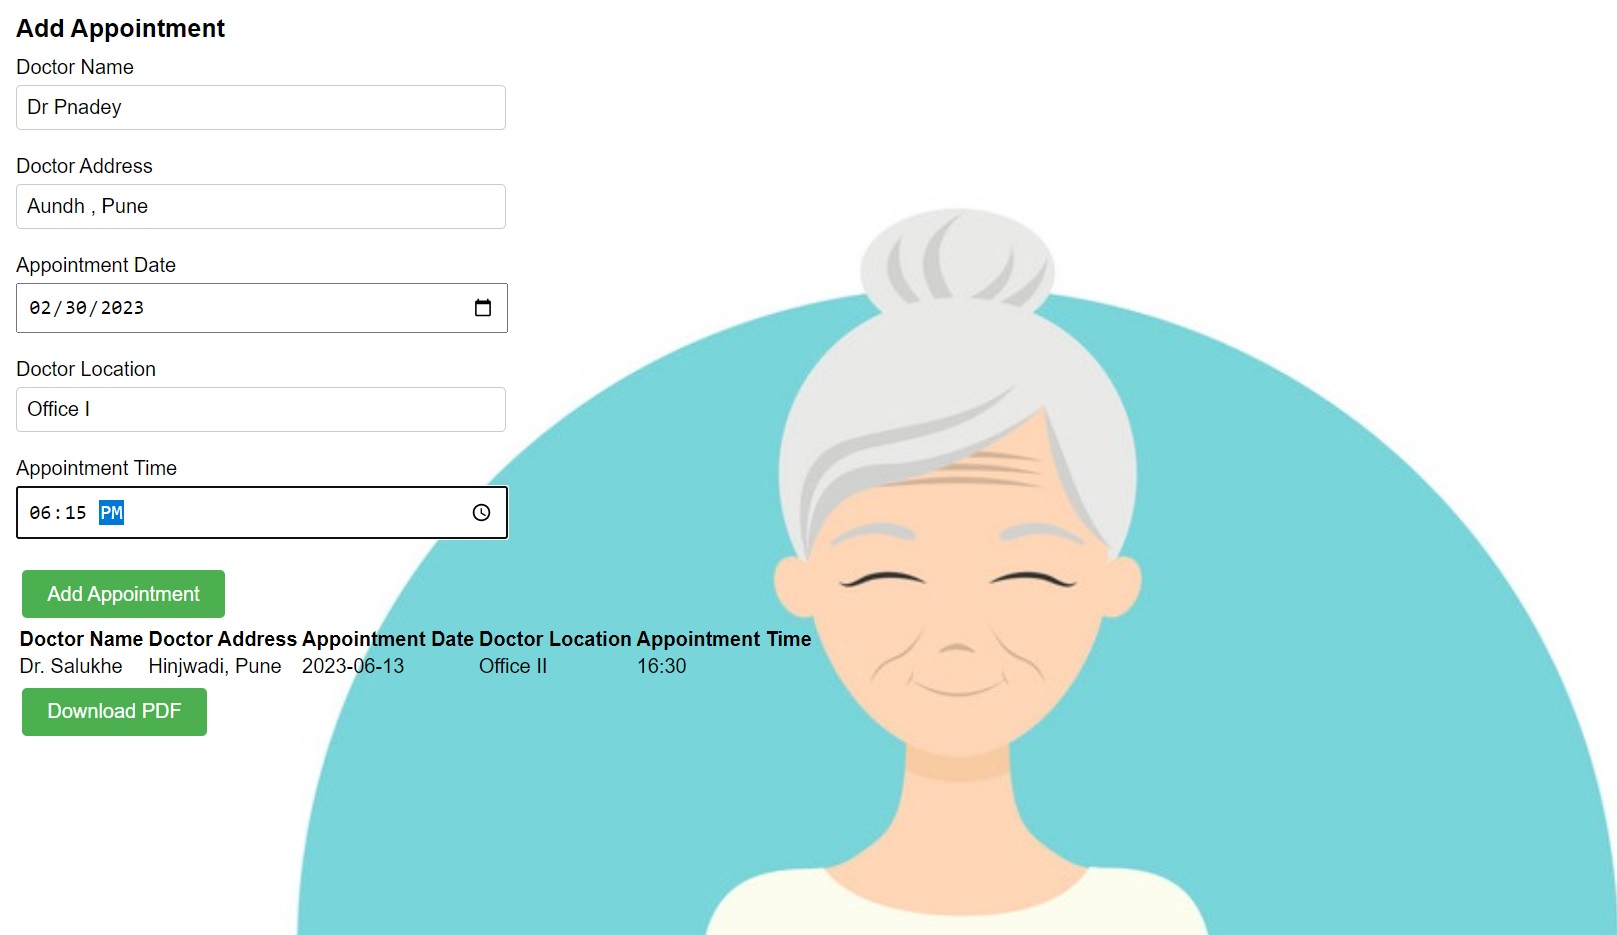 Add Appointment
Doctor Name
Dr Pnadey
Doctor Address
Aundh , Pune
Appointment Date
02/30/2023
Doctor Location
Office I
Appointment Time
06:15 PM
Add Appointment
Doctor Name Doctor Address Appointment Date Doctor Location Appointment Time
Dr. Salukhe Hinjwadi, Pune 2023-06-13 Office II 16:30
Download PDF